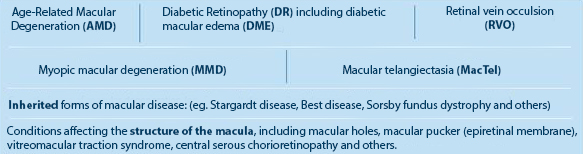 Age-Related Macular
Degeneration (AMD)
Diabetic Retinopathy (DR) including diabetic
macular edema (DME)
Retinal vein occulsion
(RVO)
Myopic macular degeneration (MMD)
Macular telangiectasia (MacTel)
Inherited forms of macular disease: (eg. Stargardt disease, Best disease, Sorsby fundus dystrophy and others)
Conditions affecting the structure of the macula, including macular holes, macular pucker (epiretinal membrane),
vitreomacular traction syndrome, central serous chorioretinopathy and others.